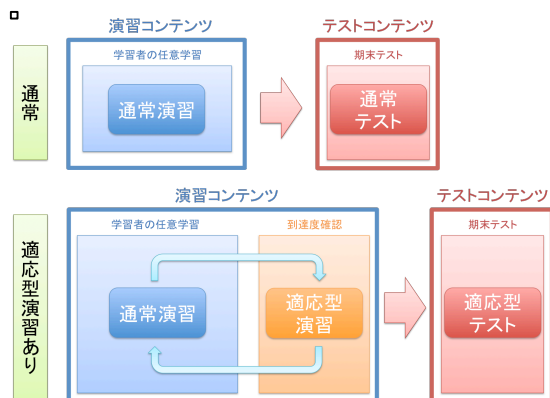 演習コンテンツ
テストコンテンツ
通常
学習者の任意学習
通常演習
期末テスト
通常
テスト
演習コンテンツ
テストコンテンツ
適応型演習あり
学習者の任意学習
通常演習
到達度確認
適応型
演習
期末テスト
適応型
テスト